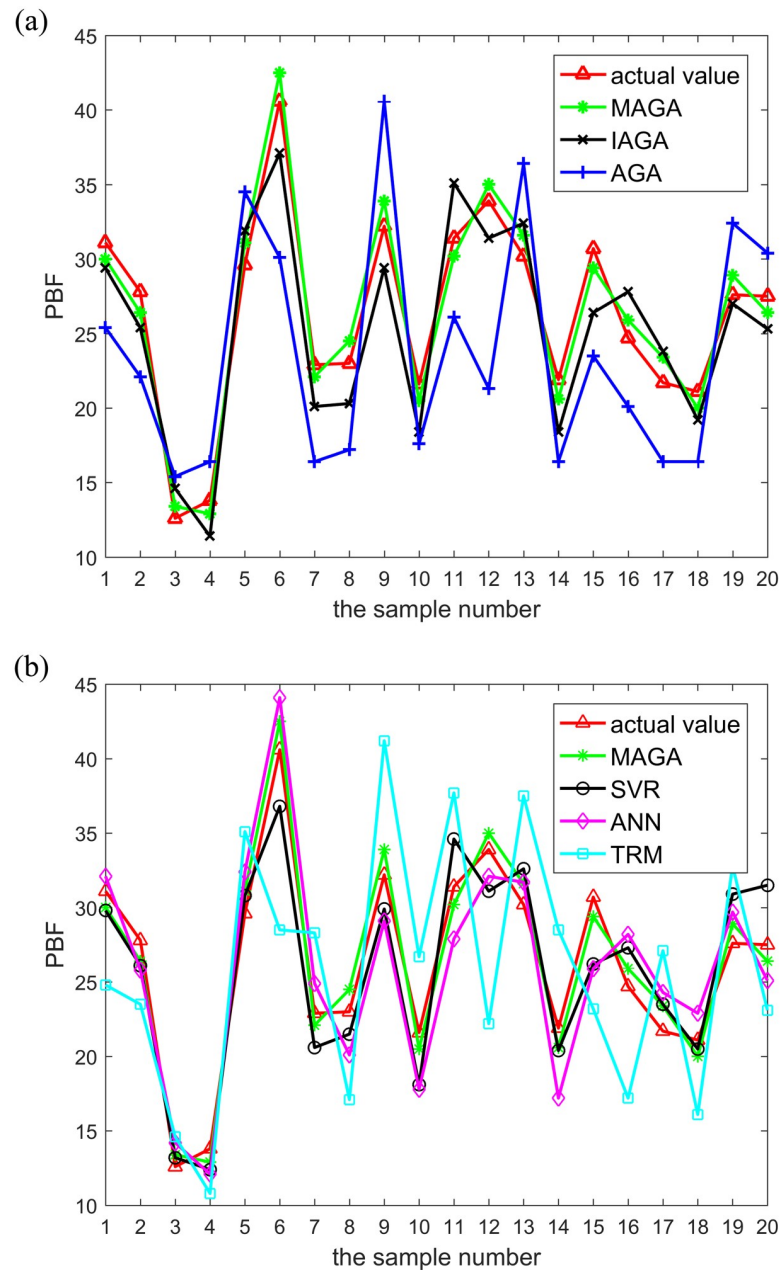 (a)
45
40
35
30
25
20
15
10
PBF
actual value
MAGA
IAGA
AGA
1 2 3 4 5 6 7 8 9 10 11 12 13 14 15 16 17 18 19 20
the sample number
(b)
45
40
35
30
25
20
15
10
PBF
actual value
MAGA
SVR
ANN
TRM
1 2 3 4 5 6 7 8 9 10 11 12 13 14 15 16 17 18 19 20
the sample number